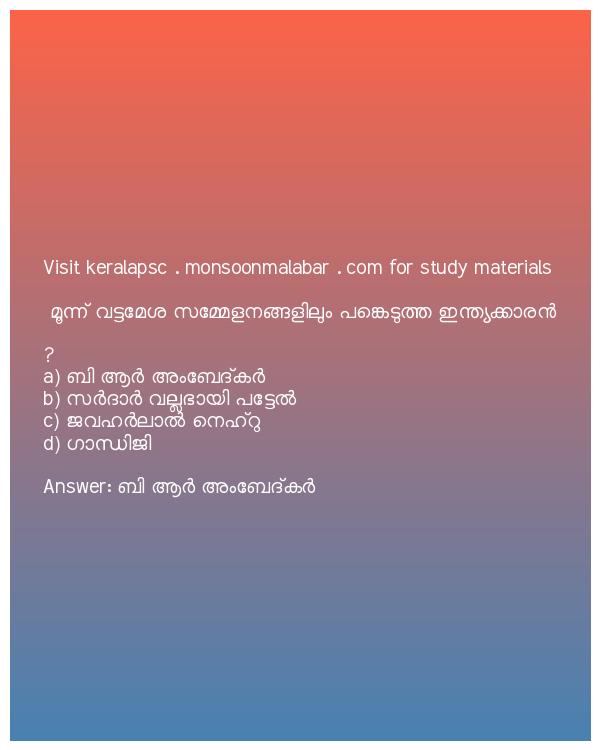 Visit keralapsc . monsoonmalabar . com for study materials
മൂന്ന് വട്ടമേശ സമ്മേളനങ്ങളിലും പങ്കെടുത്ത ഇന്ത്യക്കാരൻ
?
a) ബി ആർ അംബേദ്കർ
b) സർദാർ വല്ലഭായി പട്ടേൽ
c) ജവഹർലാൽ നെഹ്റു
d) ഗാന്ധിജി
Answer: ബി ആർ അംബേദ്കർ